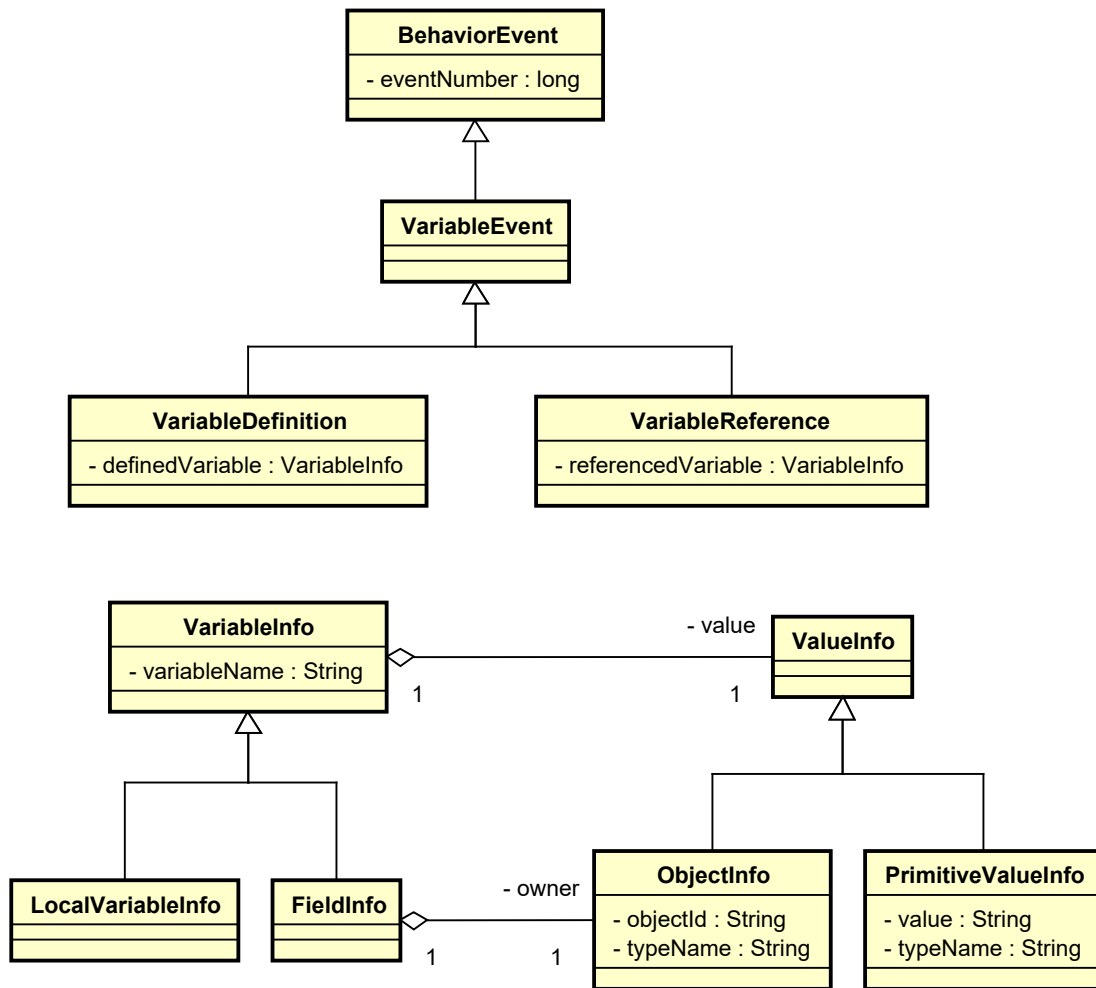 BehaviorEvent
- eventNumber : long
VariableEvent
VariableDefinition
- definedVariable : VariableInfo
VariableReference
- referencedVariable : VariableInfo
VariableInfo
- variableName : String
- value
1
1
ValueInfo
LocalVariableInfo
FieldInfo
- owner
1
1
ObjectInfo
- objectId : String
- typeName : String
PrimitiveValueInfo
- value : String
- typeName : String